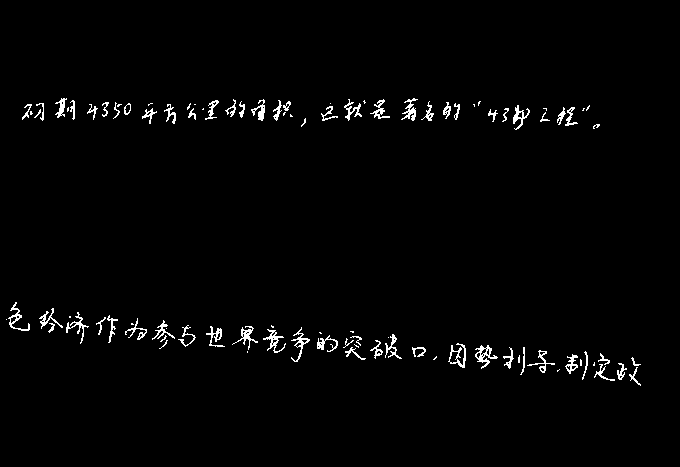 初期4350平方公里的面积，这就是著名的“43部工程”。
色经济作为参与世界竞争的突破口，因势利导，制定政